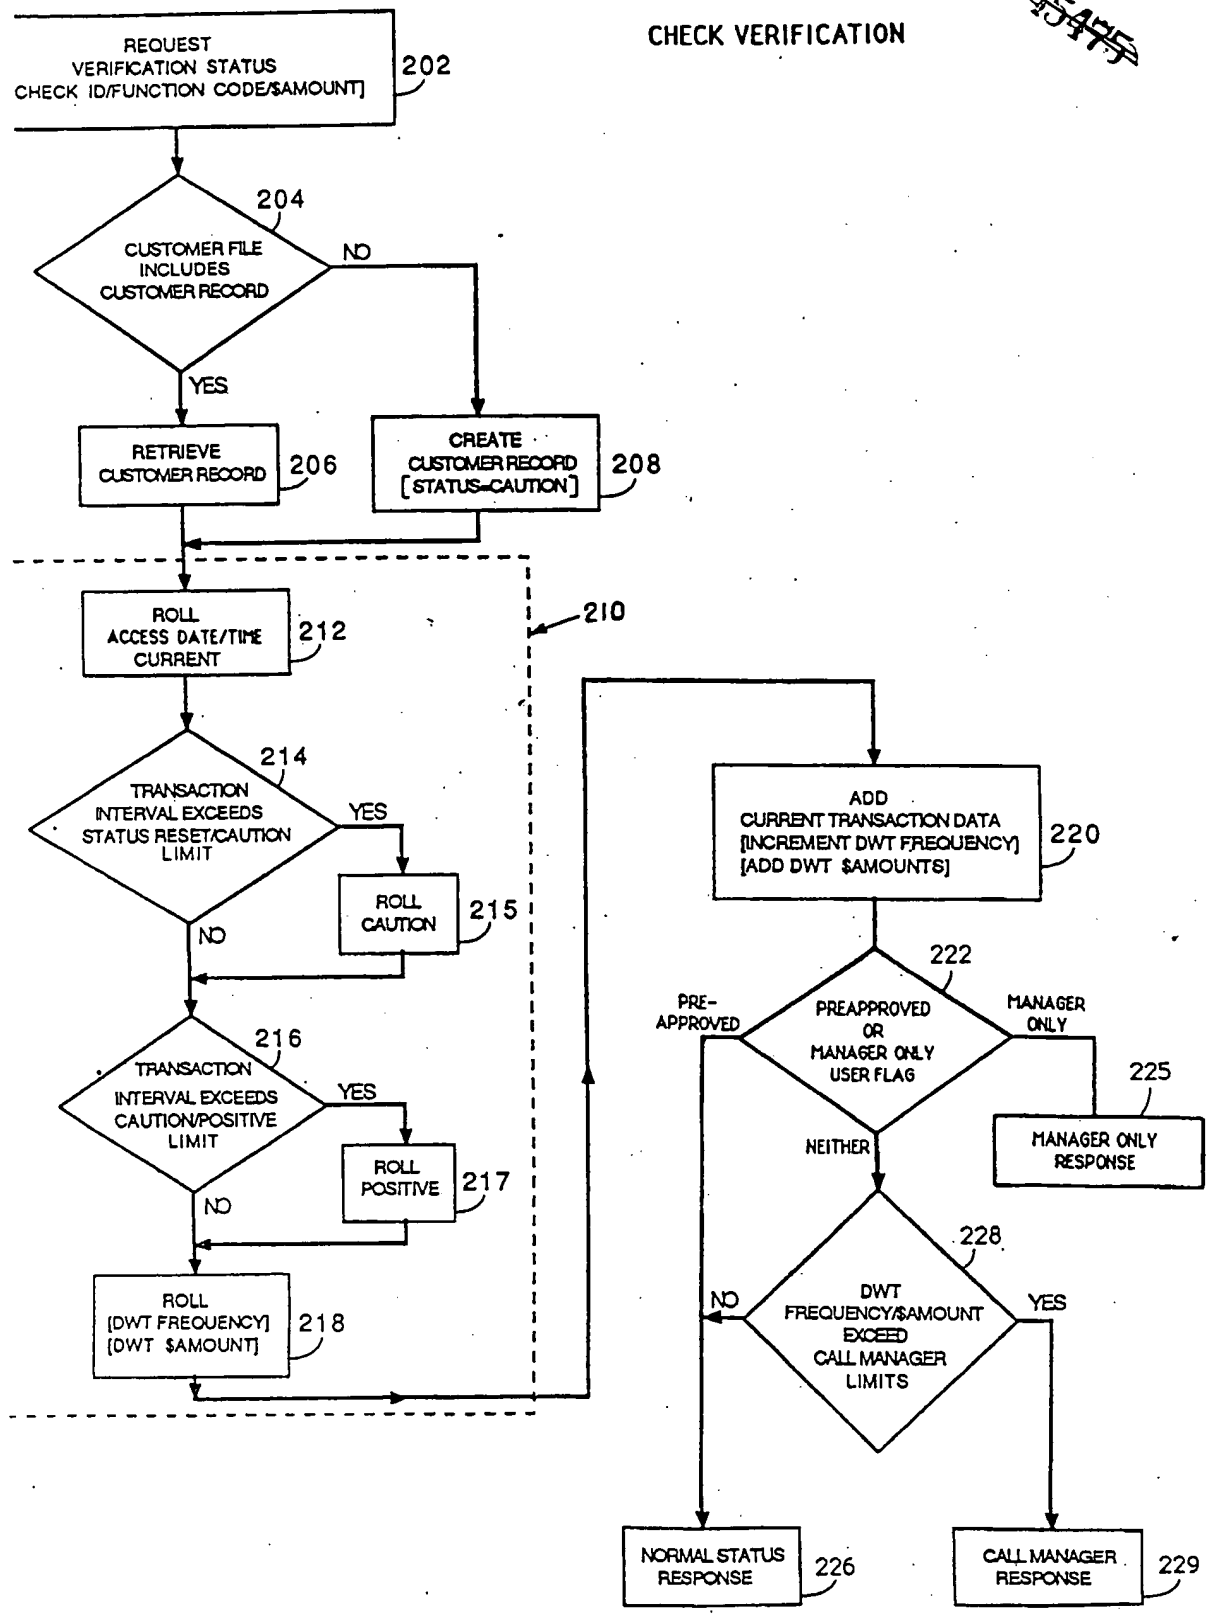 CHECK VERIFICATION
REQUEST
VERIFICATION STATUS
CHECK ID/FUNCTION CODE/$AMOUNT]
202
204
CUSTOMER FILE
INCLUDES
CUSTOMER RECORD
NO
YES
RETRIEVE
CUSTOMER RECORD
206
CREATE
CUSTOMER RECORD
[STATUS=CAUTION]
208
210
ROLL
ACCESS DATE/TIME
CURRENT
212
214
TRANSACTION
INTERVAL EXCEEDS
STATUS RESET/CAUTION
LIMIT
YES
ROLL
CAUTION
215
NO
216
TRANSACTION
INTERVAL EXCEEDS
CAUTION/POSITIVE
LIMIT
YES
ROLL
POSITIVE
217
NO
ROLL
[DWT FREQUENCY]
[DWT $AMOUNT]
218
ADD
CURRENT TRANSACTION DATA
[INCREMENT DWT FREQUENCY]
[ADD DWT $AMOUNTS]
220
222
PRE-
APPROVED
PREAPPROVED
OR
MANAGER ONLY
USER FLAG
MANAGER
ONLY
225
MANAGER ONLY
RESPONSE
NEITHER
228
DWT
FREQUENCY/$AMOUNT
EXCEED
CALL MANAGER
LIMITS
NO
YES
NORMAL STATUS
RESPONSE
226
CALL MANAGER
RESPONSE
229